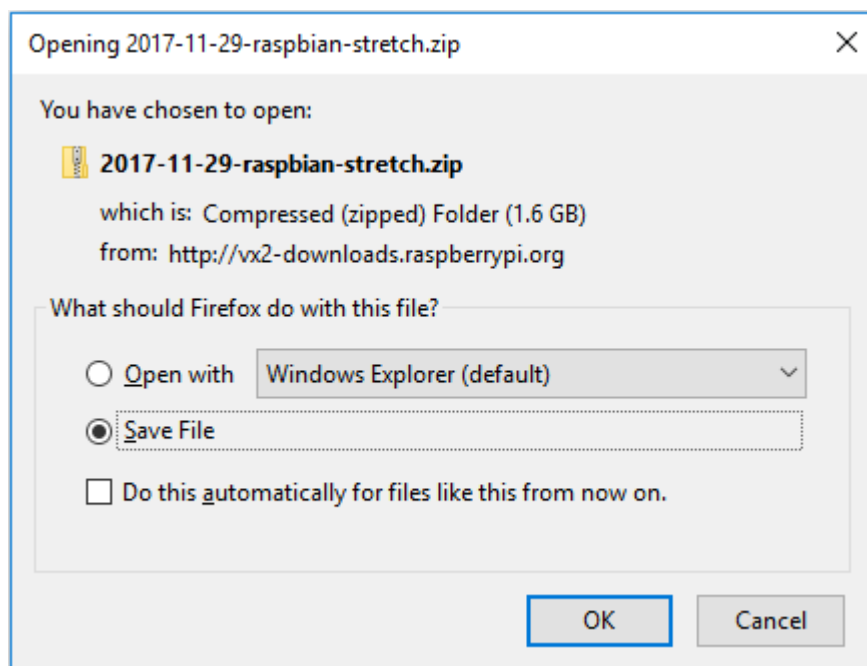 Opening 2017-11-29-raspbian-stretch.zip
You have chosen to open:
2017-11-29-raspbian-stretch.zip
which is: Compressed (zipped) Folder (1.6 GB)
from: http://vx2-downloads.raspberrypi.org
What should Firefox do with this file?
Open with Windows Explorer (default)
Save File
Do this automatically for files like this from now on.
OK Cancel